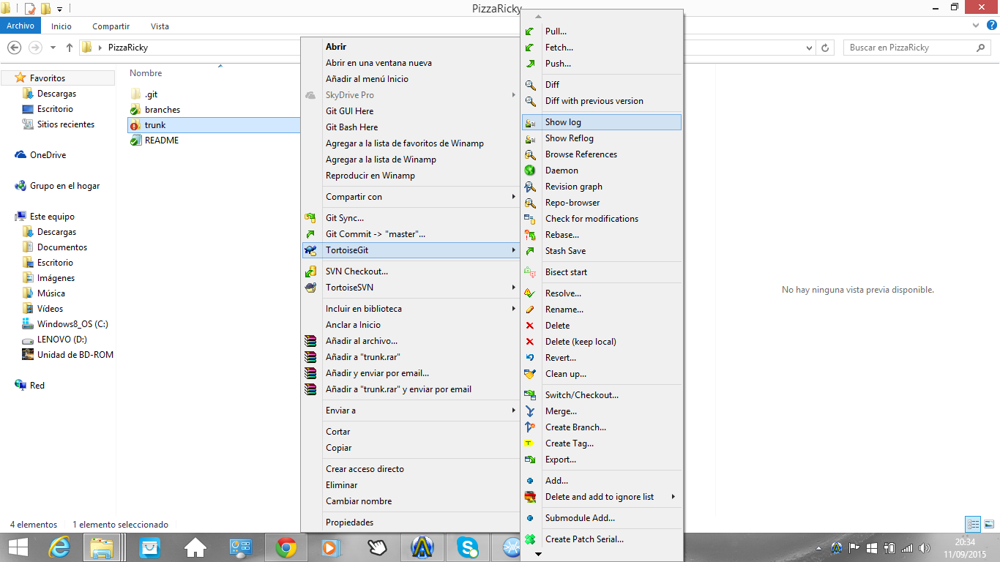 PizzaRicky
Archivo
Inicio
Compartir
Vista
PizzaRicky
Buscar en PizzaRicky
Favoritos
Descargas
Escritorio
Sitios recientes
OneDrive
Grupo en el hogar
Este equipo
Descargas
Documentos
Escritorio
Imágenes
Música
Vídeos
Windows8_OS (C:)
LENOVO (D:)
Unidad de BD-ROM
Red
Nombre
.git
branches
trunk
README
Abrir
Abrir en una ventana nueva
Añadir al menú Inicio
SkyDrive Pro
Git GUI Here
Git Bash Here
Agregar a la lista de favoritos de Winamp
Agregar a la lista de Winamp
Reproducir en Winamp
Compartir con
Git Sync...
Git Commit -> "master"...
TortoiseGit
SVN Checkout...
TortoiseSVN
Incluir en biblioteca
Anclar a Inicio
Añadir al archivo...
Añadir a "trunk.rar"
Añadir y enviar por email...
Añadir a "trunk.rar" y enviar por email
Enviar a
Cortar
Copiar
Crear acceso directo
Eliminar
Cambiar nombre
Propiedades
Pull...
Fetch...
Push...
Diff
Diff with previous version
Show log
Show Reflog
Browse References
Daemon
Revision graph
Repo-browser
Check for modifications
Rebase...
Stash Save
Bisect start
Resolve...
Rename...
Delete
Delete (keep local)
Revert...
Clean up...
Switch/Checkout...
Merge...
Create Branch...
Create Tag...
Export...
Add...
Delete and add to ignore list
Submodule Add...
Create Patch Serial...
No hay ninguna vista previa disponible.
4 elementos
1 elemento seleccionado
20:34
11/09/2015